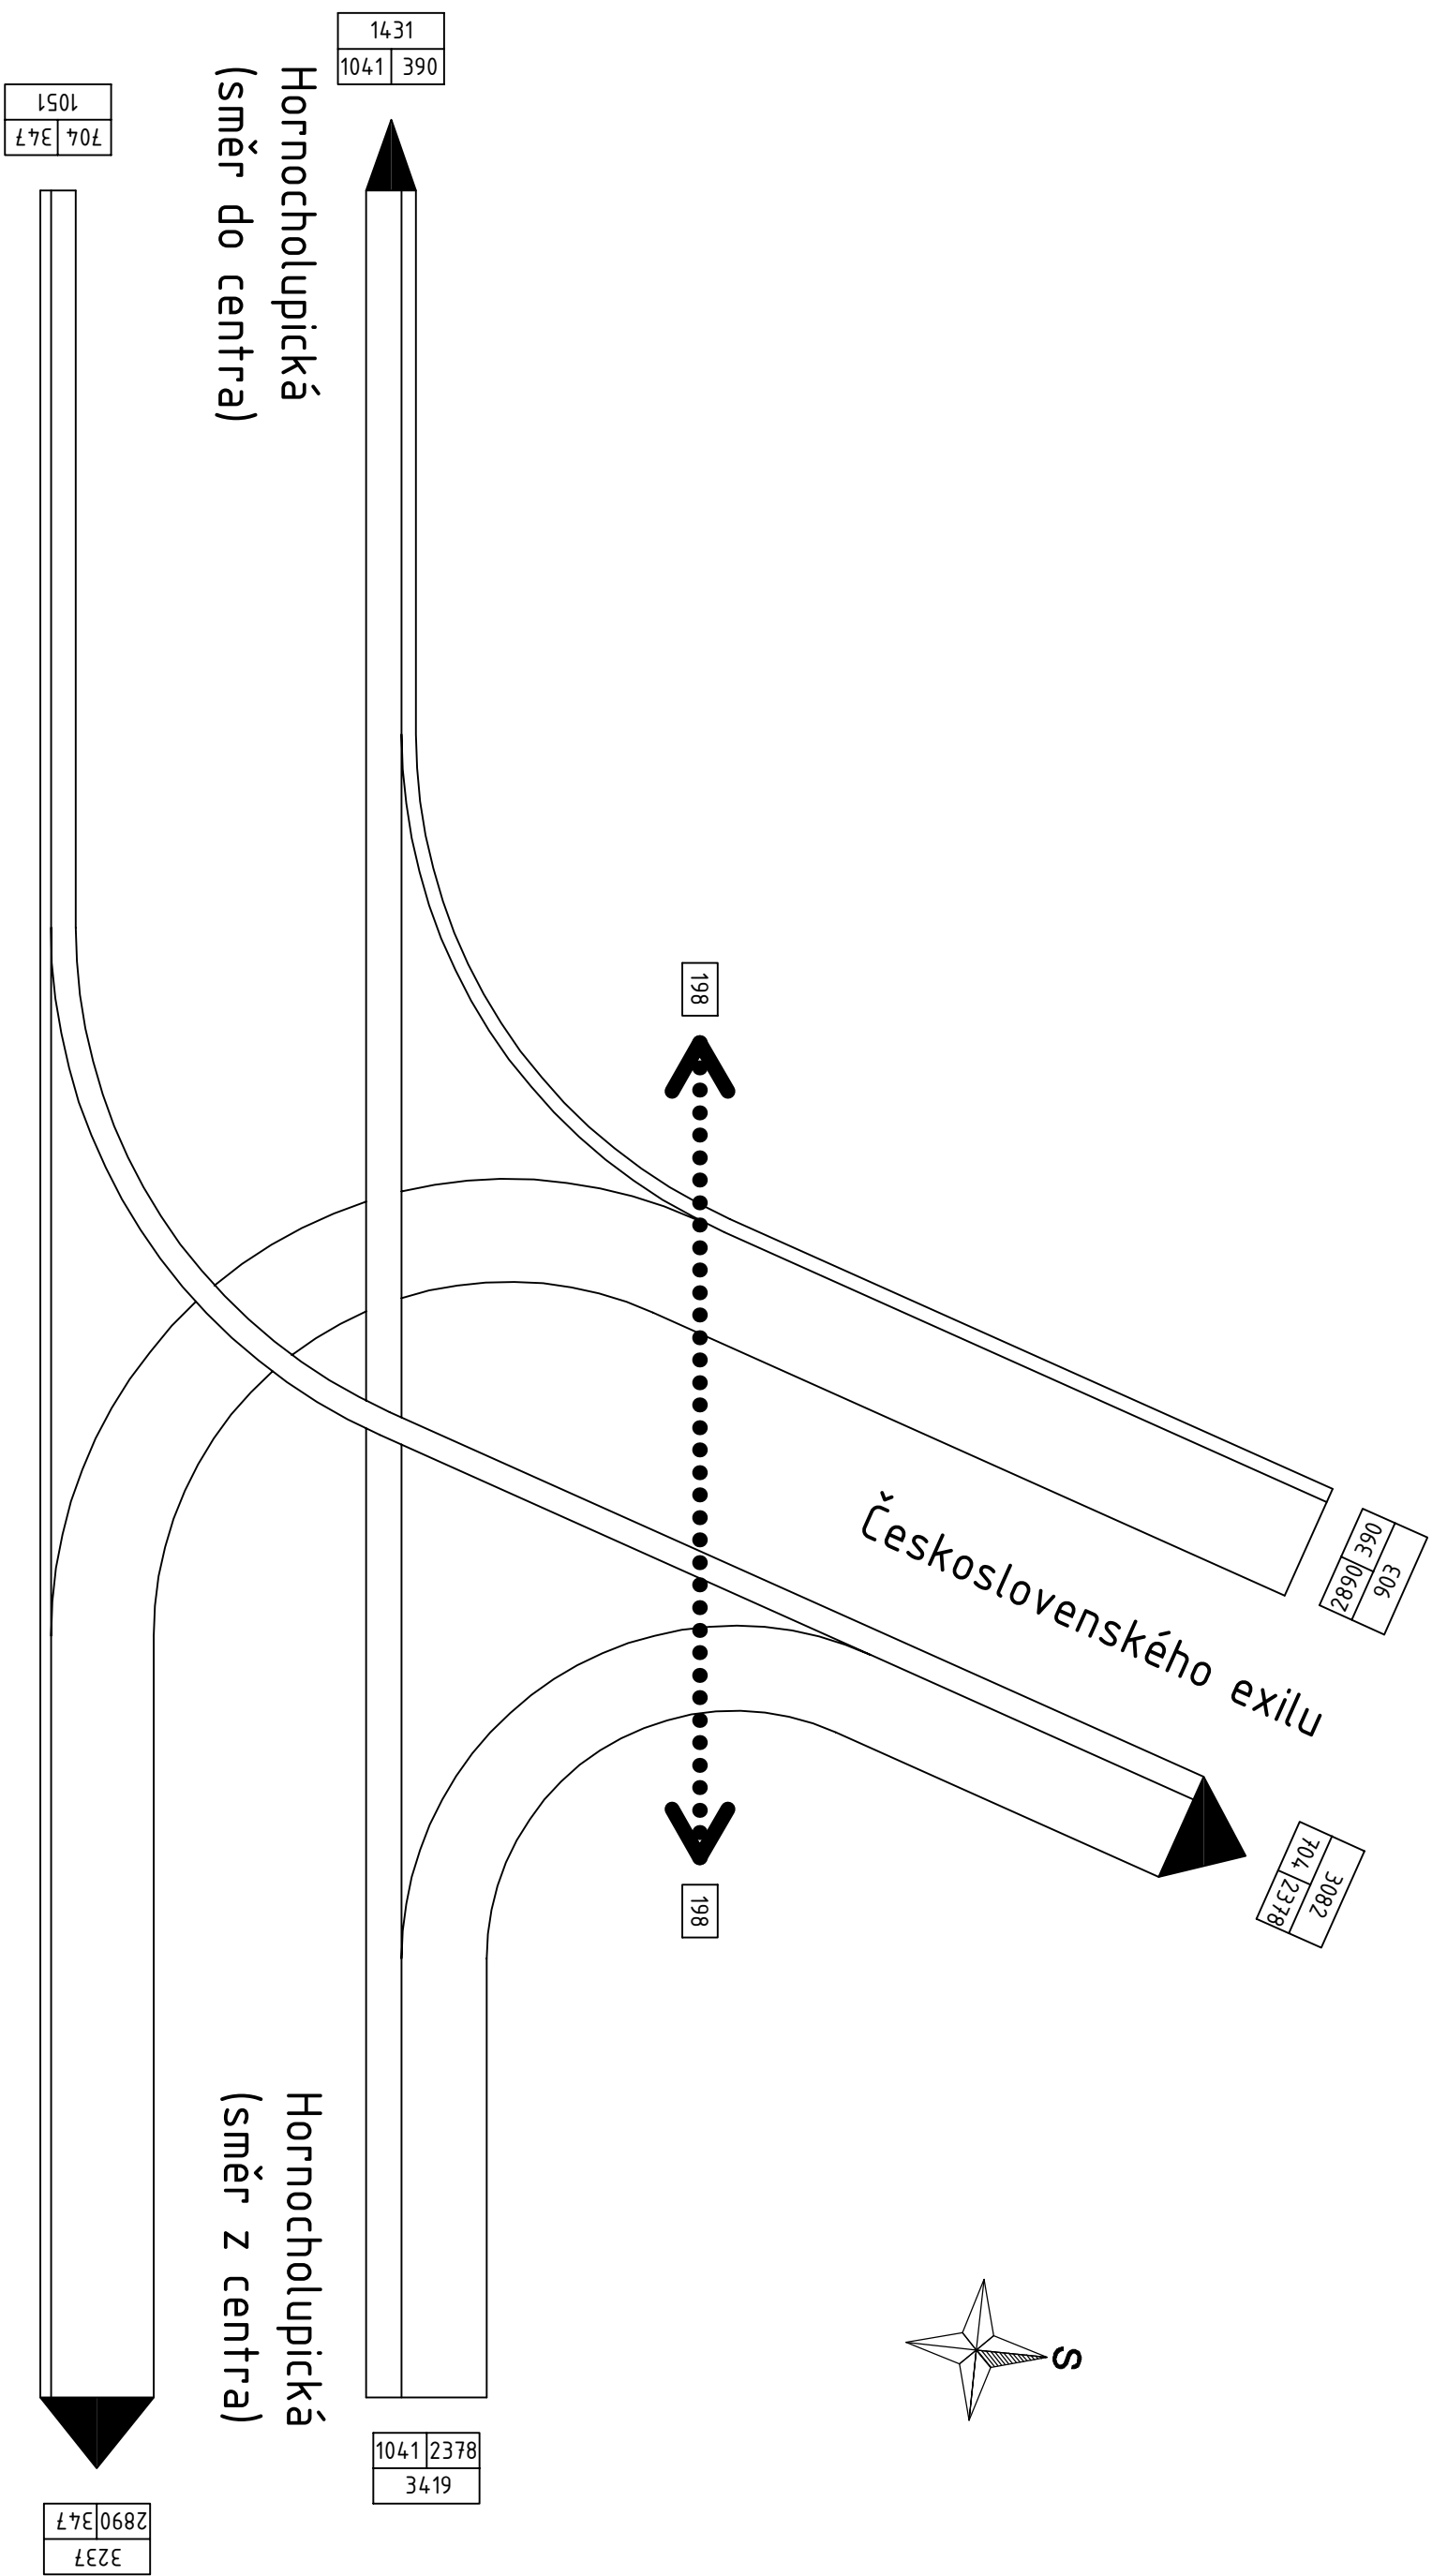 1431
1041 390
1051
704 347
Hornocholupická
(směr do centra)
198
Československého exilu
390
2890
903
704 2378
3082
198
Hornocholupická
(směr z centra)
S
1041 2378
3419
2890 347
3237